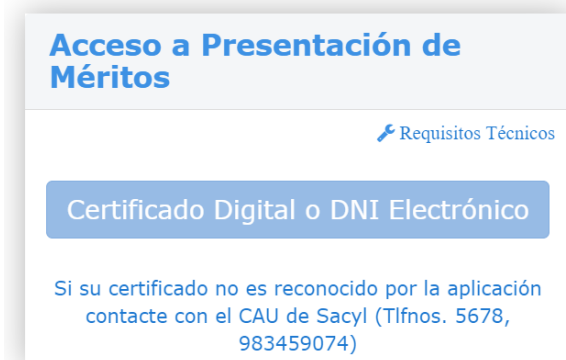 Acceso a Presentación de
Méritos
Requisitos Técnicos
Certificado Digital o DNI Electrónico
Si su certificado no es reconocido por la aplicación
contacte con el CAU de Sacyl (Tlfnos. 5678,
983459074)